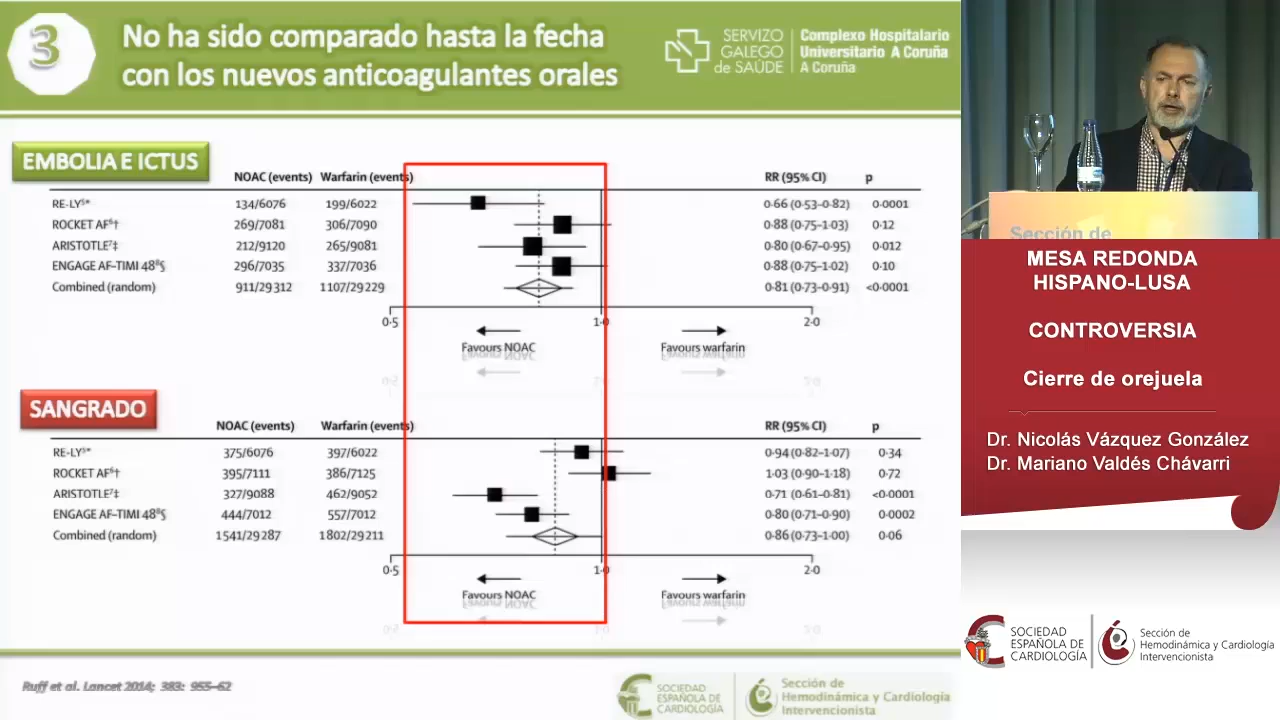 3
No ha sido comparado hasta la fecha
con los nuevos anticoagulantes orales
SERVIZO
GALEGO
de SAÚDE
Complexo Hospitalario
Universitario A Coruña
A Coruña
EMBOLIA E ICTUS
NOAC (events) Warfarin (events) RR (95% CI) p
RE-LY⁵* 134/6076 199/6022 0·66 (0·53–0·82) 0·0001
ROCKET AF⁶† 269/7081 306/7090 0·88 (0·75–1·03) 0·12
ARISTOTLE⁷‡ 212/9120 265/9081 0·80 (0·67–0·95) 0·012
ENGAGE AF–TIMI 48⁸§ 296/7035 337/7036 0·88 (0·75–1·02) 0·10
Combined (random) 911/29 312 1107/29 229 0·81 (0·73–0·91) <0·0001
0·5 1·0 2·0
Favours NOAC Favours warfarin
SANGRADO
NOAC (events) Warfarin (events) RR (95% CI) p
RE-LY⁵* 375/6076 397/6022 0·94 (0·82–1·07) 0·34
ROCKET AF⁶† 395/7111 386/7125 1·03 (0·90–1·18) 0·72
ARISTOTLE⁷‡ 327/9088 462/9052 0·71 (0·61–0·81) <0·0001
ENGAGE AF–TIMI 48⁸§ 444/7012 557/7012 0·80 (0·71–0·90) 0·0002
Combined (random) 1541/29 287 1802/29 211 0·86 (0·73–1·00) 0·06
0·5 1·0 2·0
Favours NOAC Favours warfarin
Ruff et al. Lancet 2014; 383: 955–62
SOCIEDAD
ESPAÑOLA DE
CARDIOLOGÍA
Sección de
Hemodinámica y Cardiología
Intervencionista
Sección de
MESA REDONDA
HISPANO-LUSA
CONTROVERSIA
Cierre de orejuela
Dr. Nicolás Vázquez González
Dr. Mariano Valdés Chávarri
SOCIEDAD
ESPAÑOLA DE
CARDIOLOGÍA
Sección de
Hemodinámica y Cardiología
Intervencionista